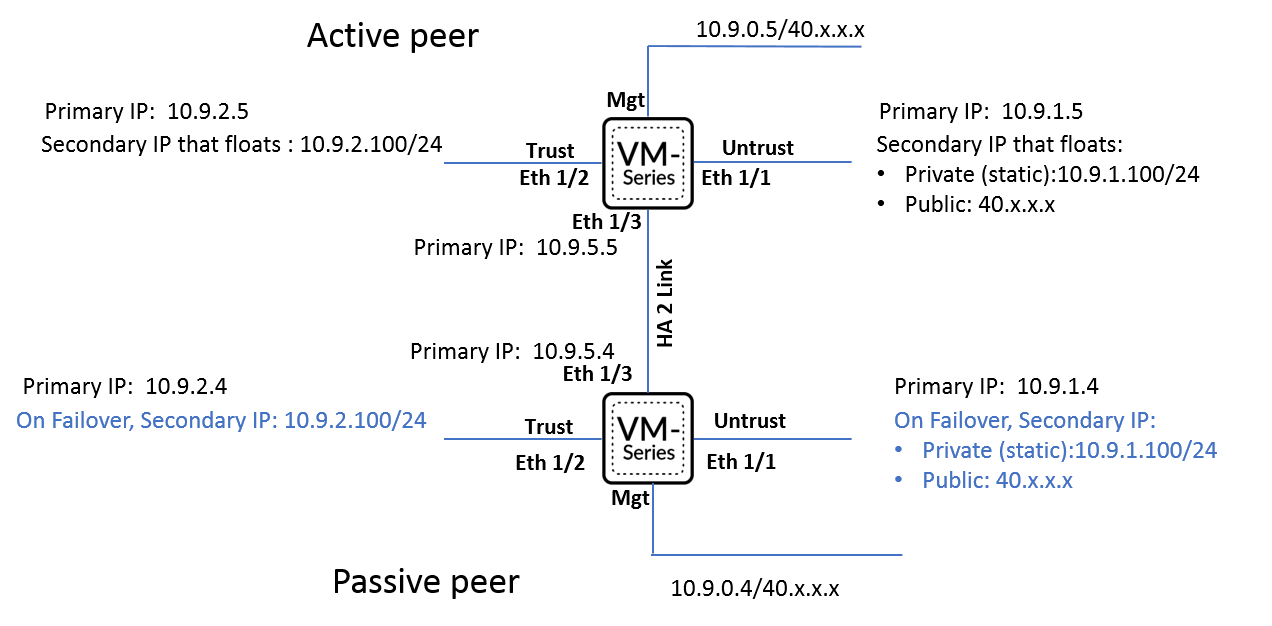 Active peer
10.9.0.5/40.x.x.x
Mgt
Primary IP:  10.9.2.5
Secondary IP that floats : 10.9.2.100/24
Trust
Eth 1/2
VM-
Series
Untrust
Eth 1/1
Primary IP:  10.9.1.5
Secondary IP that floats:
• Private (static):10.9.1.100/24
• Public: 40.x.x.x
Eth 1/3
Primary IP:  10.9.5.5
HA 2 Link
Primary IP:  10.9.5.4
Eth 1/3
Primary IP:  10.9.2.4
On Failover, Secondary IP: 10.9.2.100/24
Trust
Eth 1/2
VM-
Series
Untrust
Eth 1/1
Primary IP:  10.9.1.4
On Failover, Secondary IP:
• Private (static):10.9.1.100/24
• Public: 40.x.x.x
Mgt
Passive peer
10.9.0.4/40.x.x.x